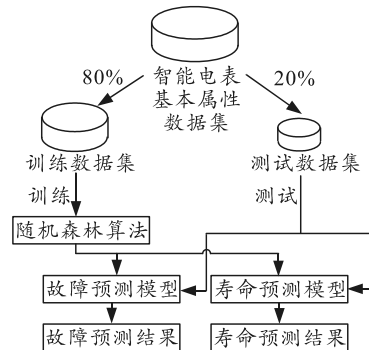 80%
智能电表
20%
基本属性
数据集
训练数据集
测试数据集
训练
测试
随机森林算法
故障预测模型
寿命预测模型
故障预测结果
寿命预测结果